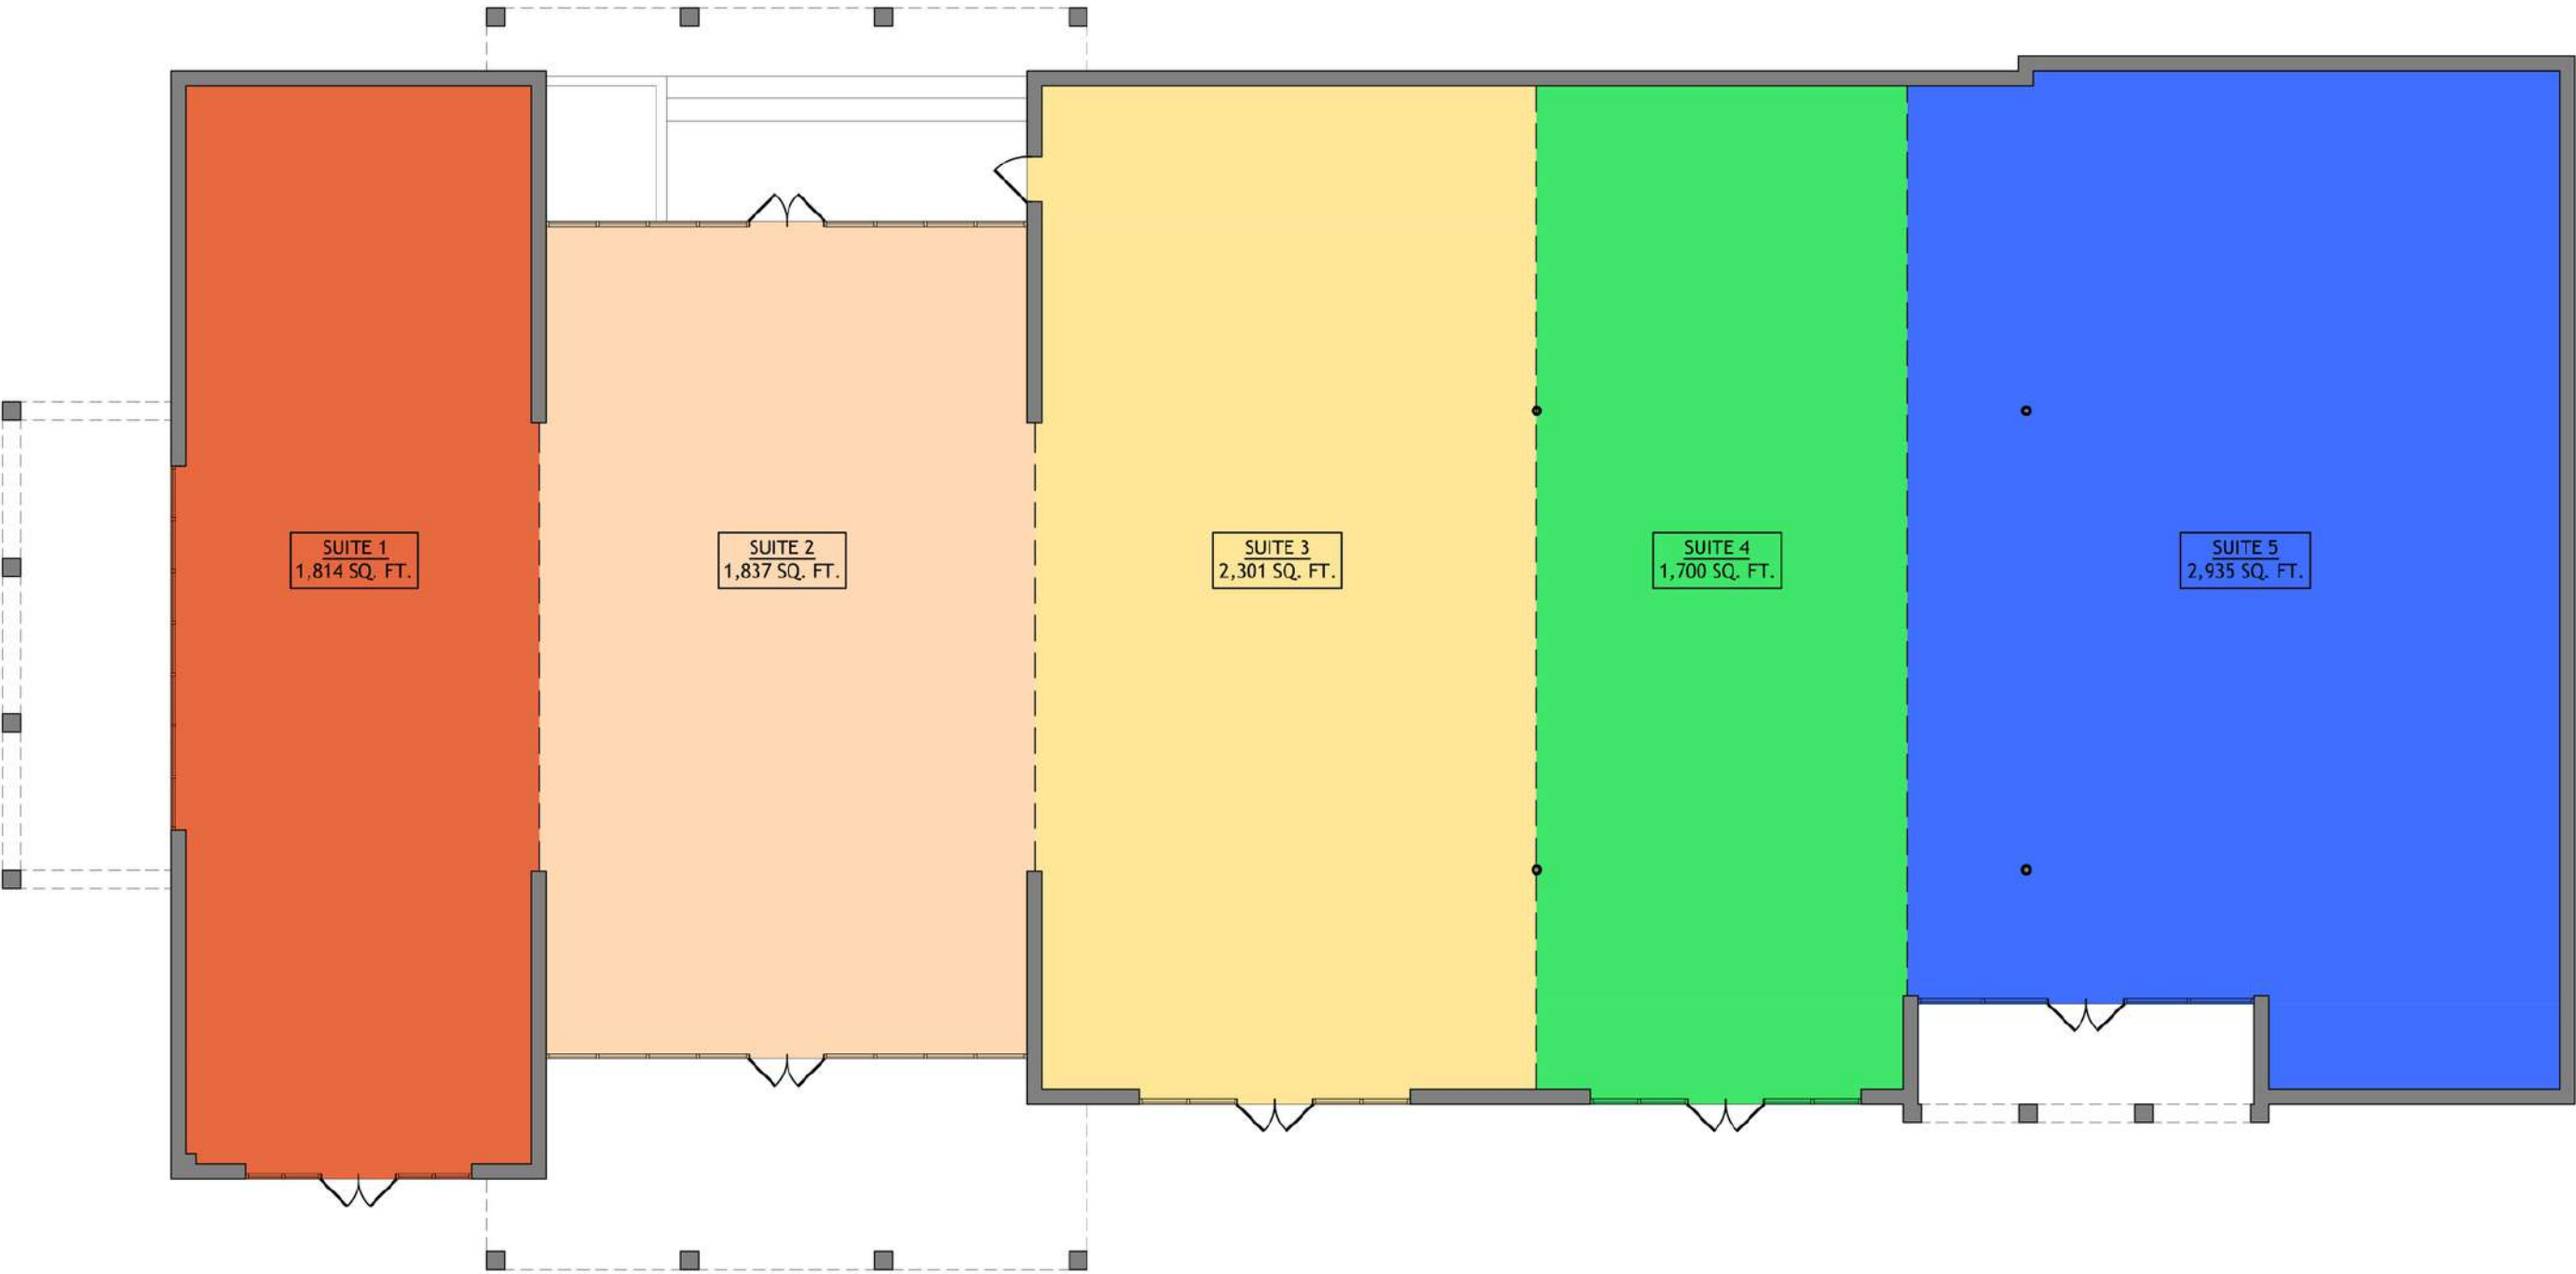 SUITE 1
1,814 SQ. FT.
SUITE 2
1,837 SQ. FT.
SUITE 3
2,301 SQ. FT.
SUITE 4
1,700 SQ. FT.
SUITE 5
2,935 SQ. FT.